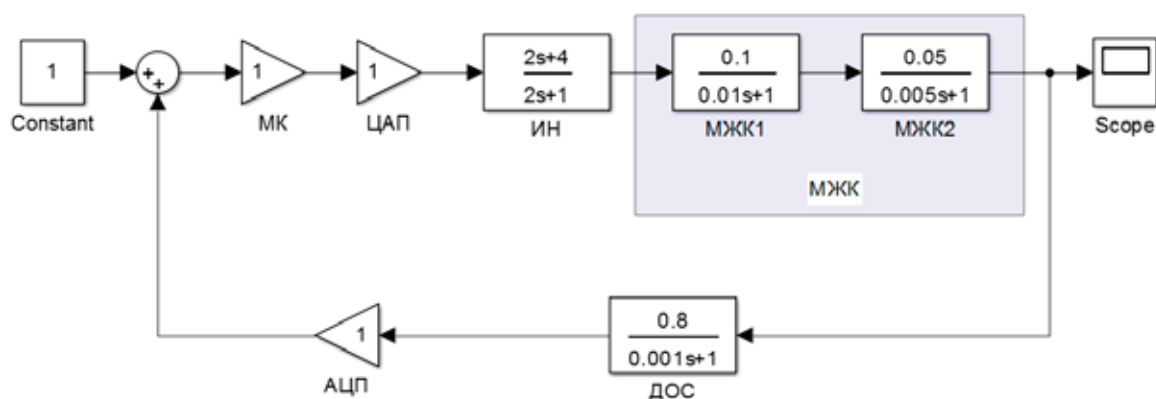 1
Constant
+
+
1
МК
1
ЦАП
2s+4
2s+1
ИН
0.1
0.01s+1
МЖК1
0.05
0.005s+1
МЖК2
Scope
МЖК
1
АЦП
0.8
0.001s+1
ДОС